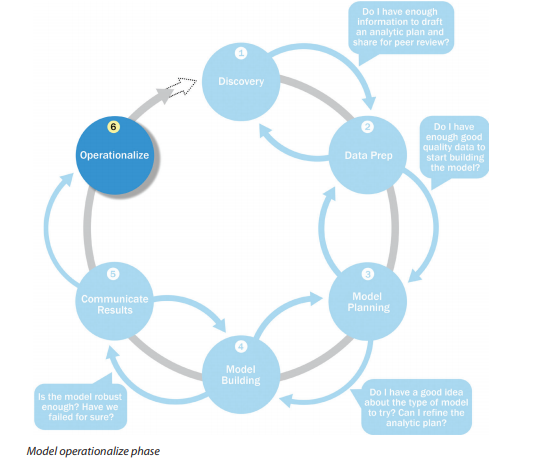 Do I have enough
information to draft
an analytic plan and
share for peer review?
1
Discovery
6
Operationalize
2
Data Prep
Do I have
enough good
quality data to
start building
the model?
5
Communicate
Results
3
Model
Planning
4
Model
Building
Is the model robust
enough? Have we
failed for sure?
Do I have a good idea
about the type of model
to try? Can I refine the
analytic plan?
Model operationalize phase